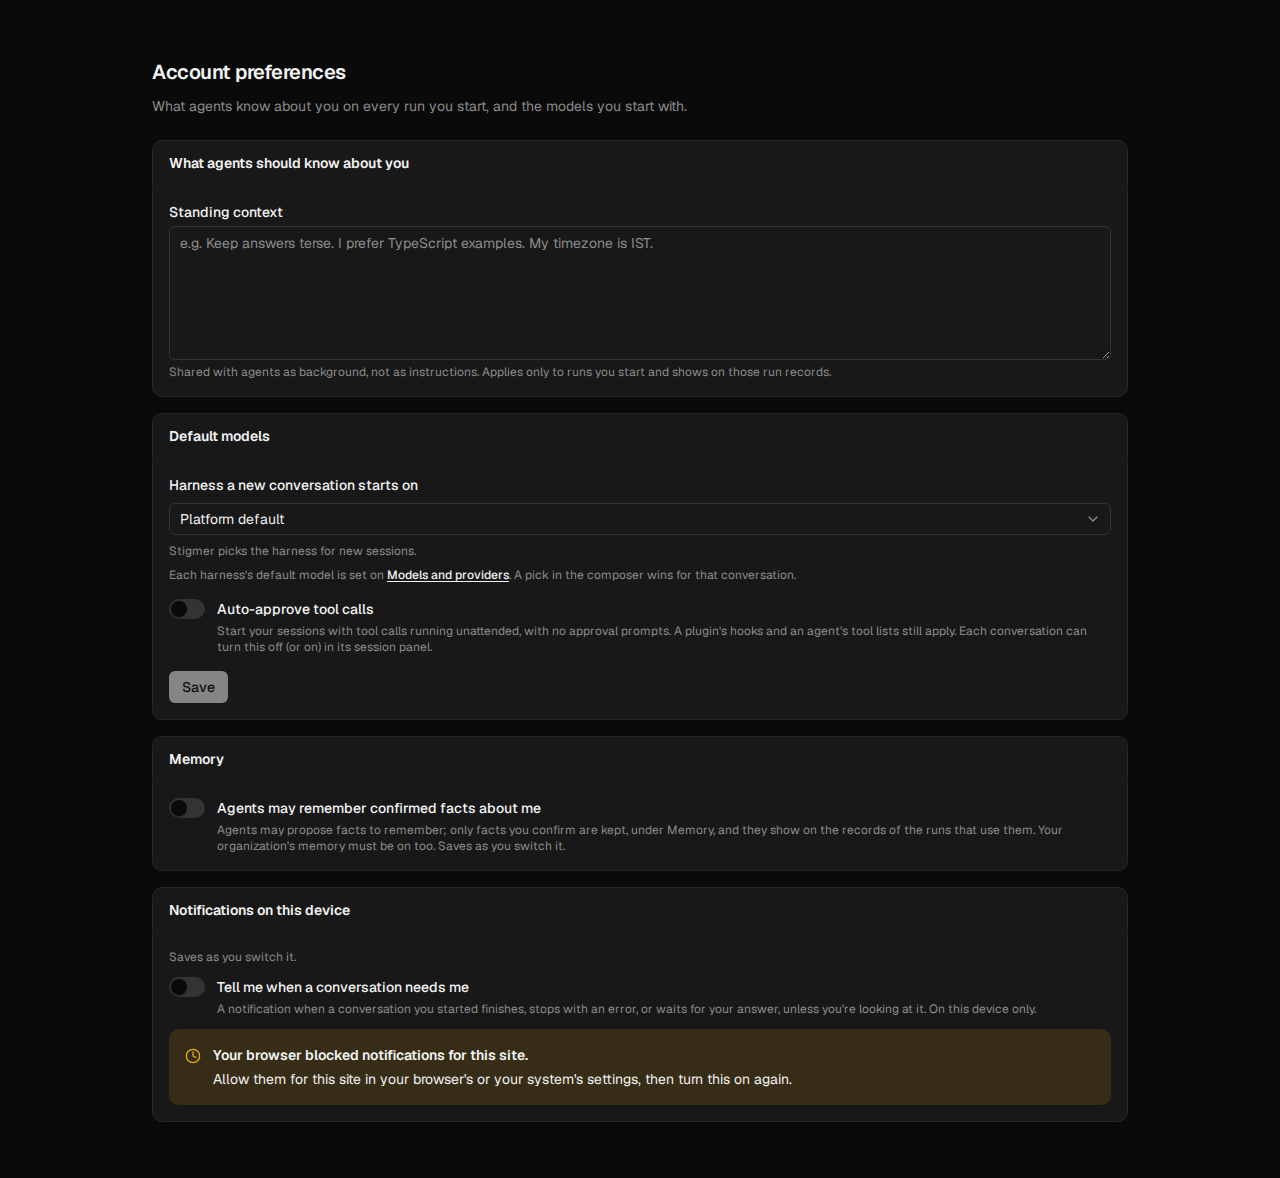 Account preferences
What agents know about you on every run you start, and the models you start with.
What agents should know about you
Standing context
e.g. Keep answers terse. I prefer TypeScript examples. My timezone is IST.
Shared with agents as background, not as instructions. Applies only to runs you start and shows on those run records.
Default models
Harness a new conversation starts on
Platform default
Stigmer picks the harness for new sessions.
Each harness's default model is set on Models and providers. A pick in the composer wins for that conversation.
Auto-approve tool calls
Start your sessions with tool calls running unattended, with no approval prompts. A plugin's hooks and an agent's tool lists still apply. Each conversation can
turn this off (or on) in its session panel.
Save
Memory
Agents may remember confirmed facts about me
Agents may propose facts to remember; only facts you confirm are kept, under Memory, and they show on the records of the runs that use them. Your
organization's memory must be on too. Saves as you switch it.
Notifications on this device
Saves as you switch it.
Tell me when a conversation needs me
A notification when a conversation you started finishes, stops with an error, or waits for your answer, unless you're looking at it. On this device only.
Your browser blocked notifications for this site.
Allow them for this site in your browser's or your system's settings, then turn this on again.